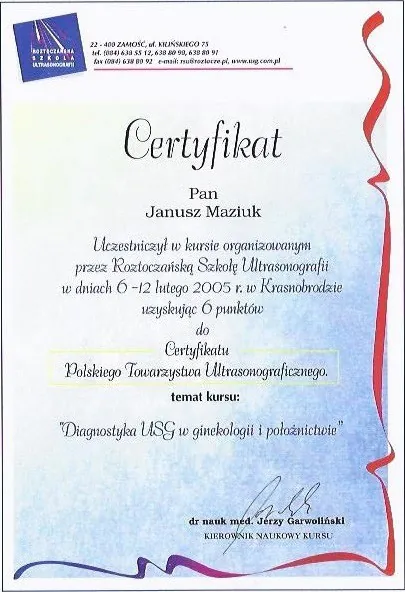 ROZTOCZAŃSKA
SZKOŁA
ULTRASONOGRAFII
22 - 400 ZAMOŚĆ, ul. KILIŃSKIEGO 75
tel. (084) 638 55 12, 638 80 90, 638 80 91
fax (084) 638 80 92 e-mail: rsu@roztocze.pl, www.usg.com.pl
Certyfikat
Pan
Janusz Maziuk
Uczestniczył w kursie organizowanym
przez Roztoczańską Szkołę Ultrasonografii
w dniach 6 -12 lutego 2005 r. w Krasnobrodzie
uzyskując 6 punktów
do
Certyfikatu
Polskiego Towarzystwa Ultrasonograficznego.
temat kursu:
"Diagnostyka USG w ginekologii i położnictwie"
dr nauk med. Jerzy Garwoliński
KIEROWNIK NAUKOWY KURSU